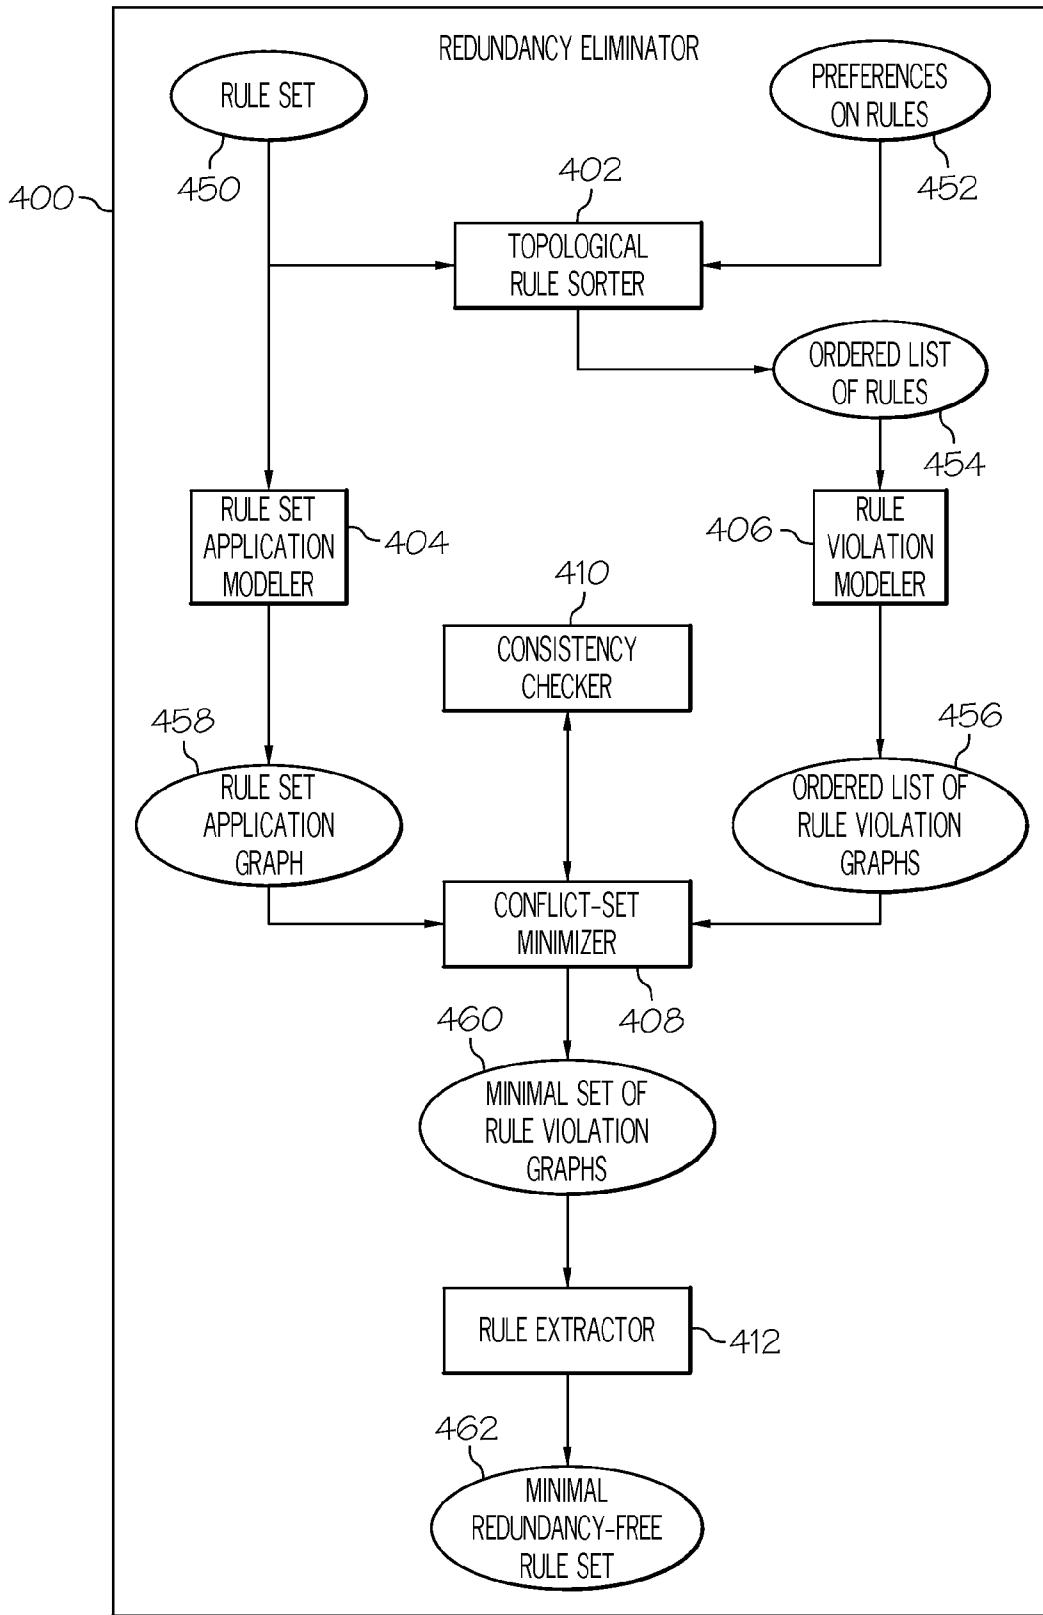 REDUNDANCY ELIMINATOR
RULE SET
450
PREFERENCES
ON RULES
452
400
402
TOPOLOGICAL
RULE SORTER
ORDERED LIST
OF RULES
454
RULE SET
APPLICATION
MODELER
404
406
RULE
VIOLATION
MODELER
410
CONSISTENCY
CHECKER
458
RULE SET
APPLICATION
GRAPH
456
ORDERED LIST OF
RULE VIOLATION
GRAPHS
CONFLICT-SET
MINIMIZER
408
460
MINIMAL SET OF
RULE VIOLATION
GRAPHS
RULE EXTRACTOR
412
462
MINIMAL
REDUNDANCY-FREE
RULE SET